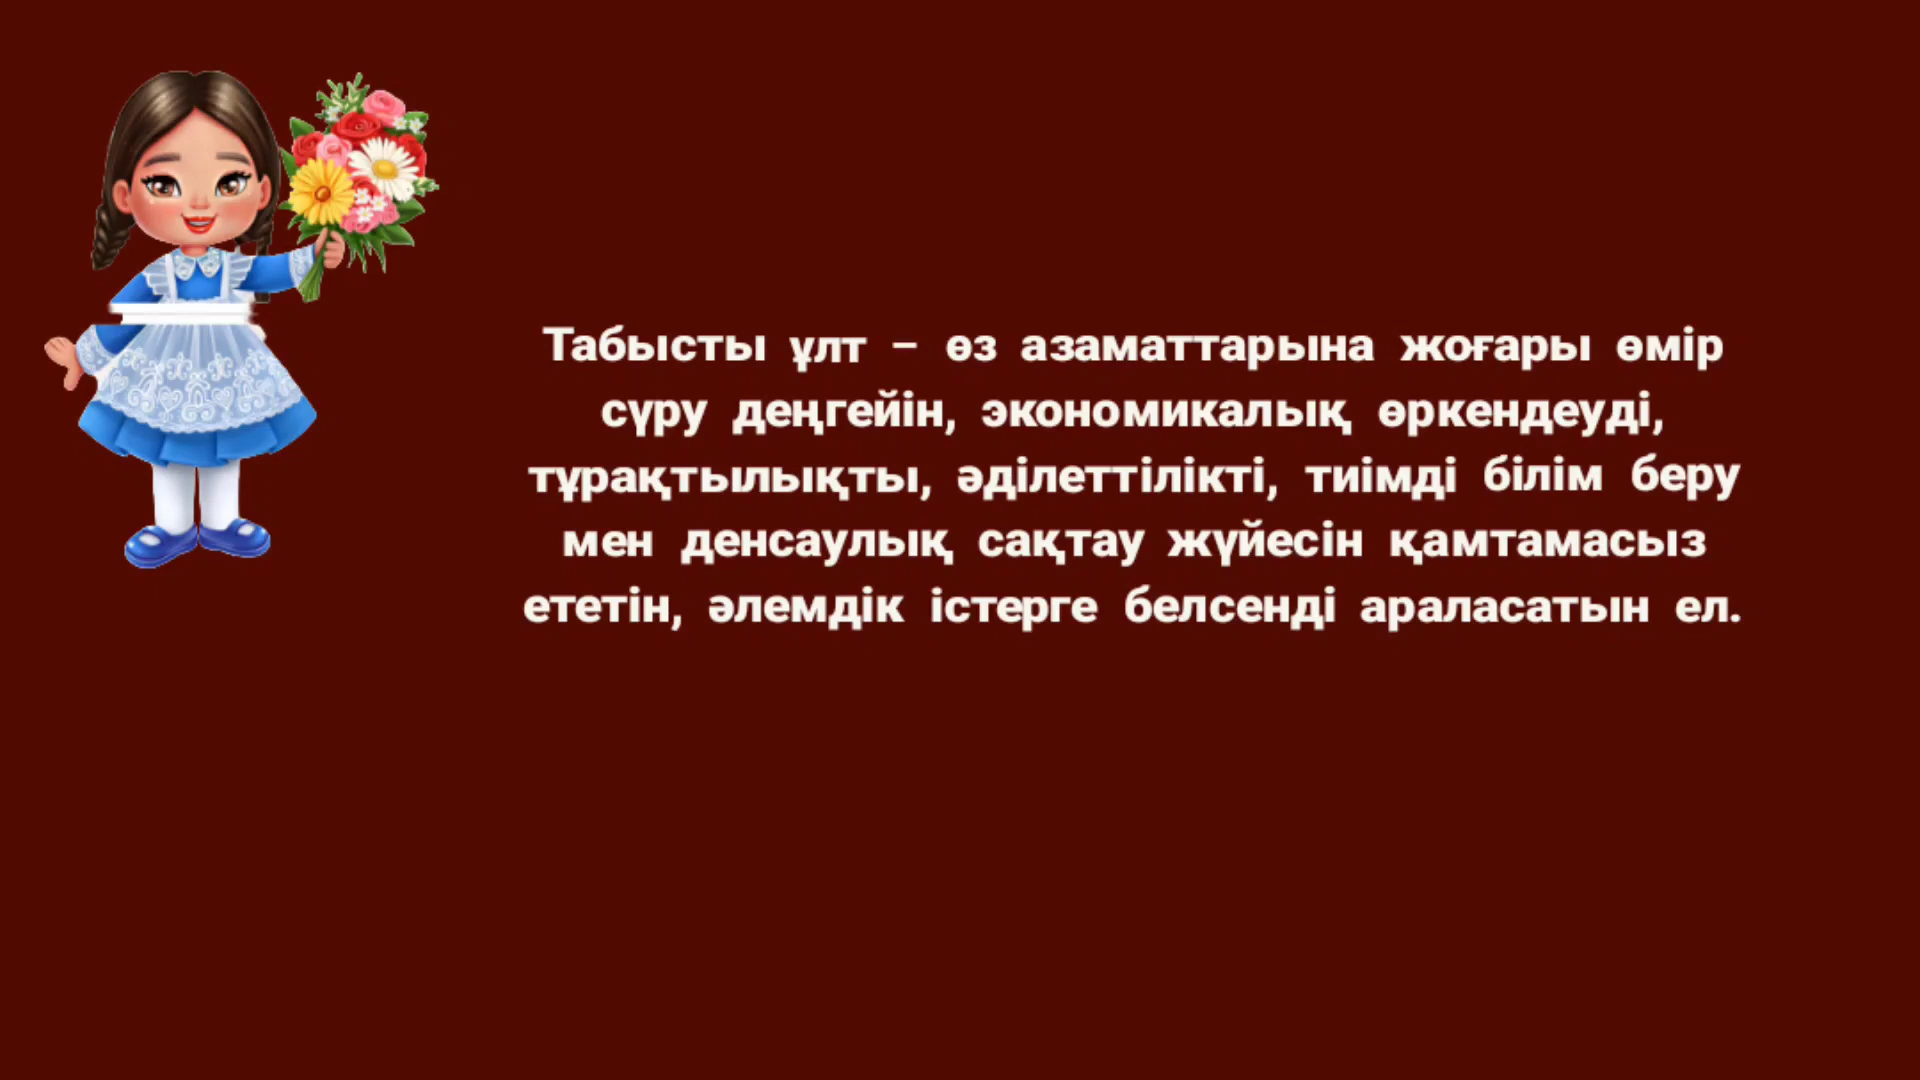 Табысты ұлт – өз азаматтарына жоғары өмір
сүру деңгейін, экономикалық өркендеуді,
тұрақтылықты, әділеттілікті, тиімді білім беру
мен денсаулық сақтау жүйесін қамтамасыз
ететін, әлемдік істерге белсенді араласатын ел.